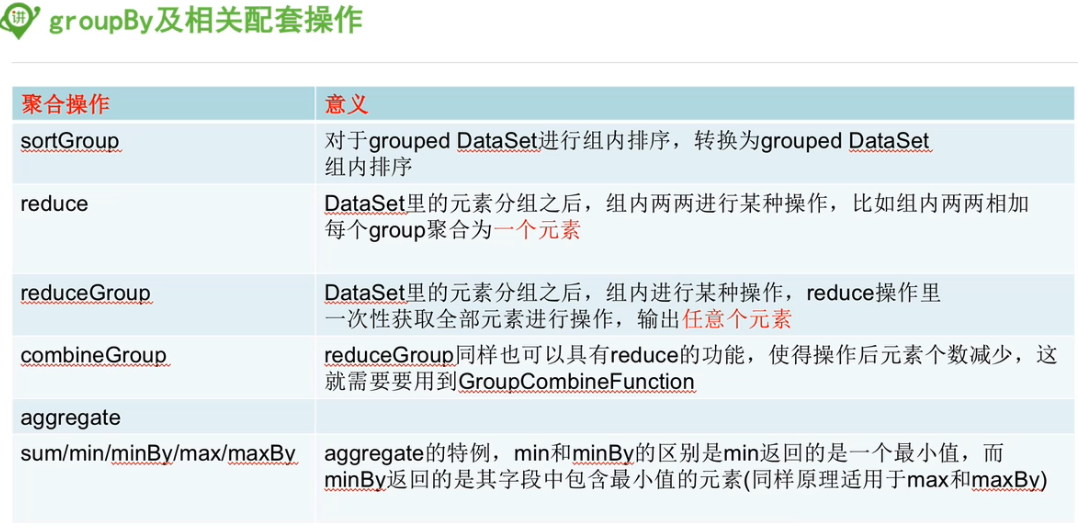 讲
groupBy及相关配套操作
聚合操作
意义
sortGroup
对于grouped DataSet进行组内排序，转换为grouped DataSet
组内排序
reduce
DataSet里的元素分组之后，组内两两进行某种操作，比如组内两两相加
每个group聚合为一个元素
reduceGroup
DataSet里的元素分组之后，组内进行某种操作，reduce操作里
一次性获取全部元素进行操作，输出任意个元素
combineGroup
reduceGroup同样也可以具有reduce的功能，使得操作后元素个数减少，这
就需要要用到GroupCombineFunction
aggregate
sum/min/minBy/max/maxBy
aggregate的特例，min和minBy的区别是min返回的是一个最小值，而
minBy返回的是其字段中包含最小值的元素(同样原理适用于max和maxBy)